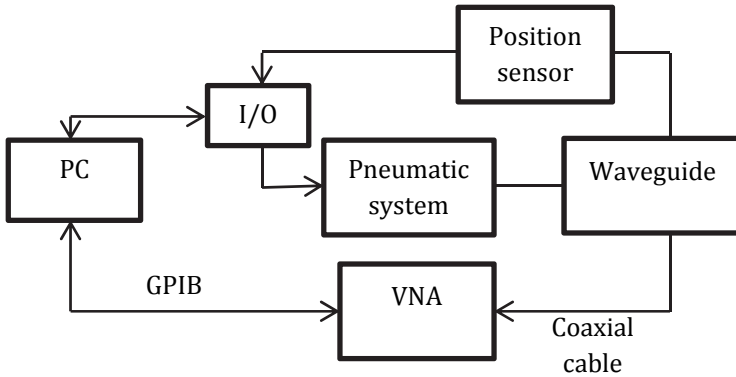 Position
sensor
I/O
PC
Pneumatic
system
Waveguide
GPIB
VNA
Coaxial
cable